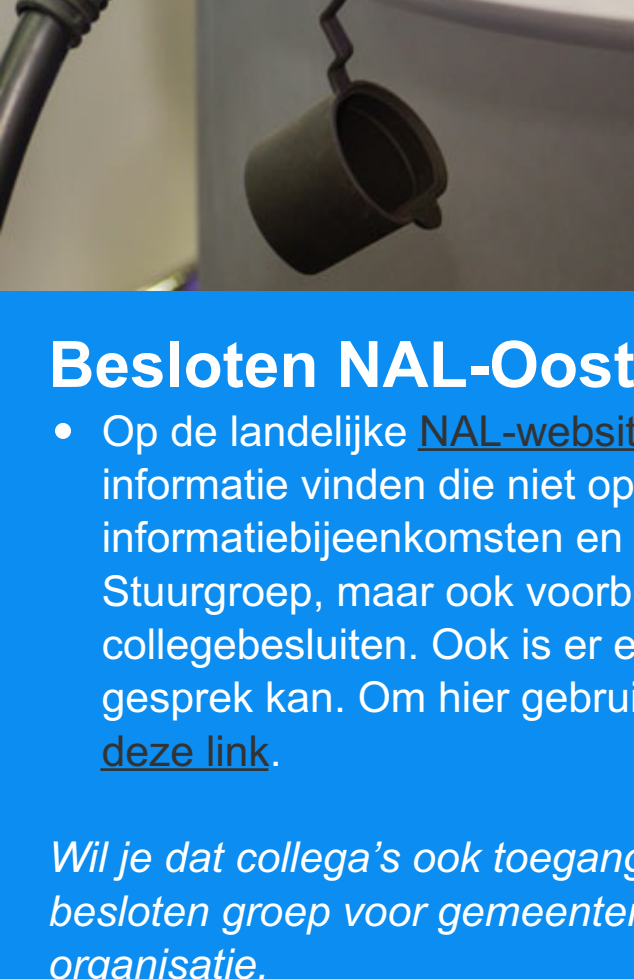 Besloten NAL-Oost
• Op de landelijke NAL-websit
informatie vinden die niet op
informatiebijeenkomsten en
Stuurgroep, maar ook voorb
collegebesluiten. Ook is er e
gesprek kan. Om hier gebrui
deze link.
Wil je dat collega’s ook toegang
besloten groep voor gemeenten
organisatie.